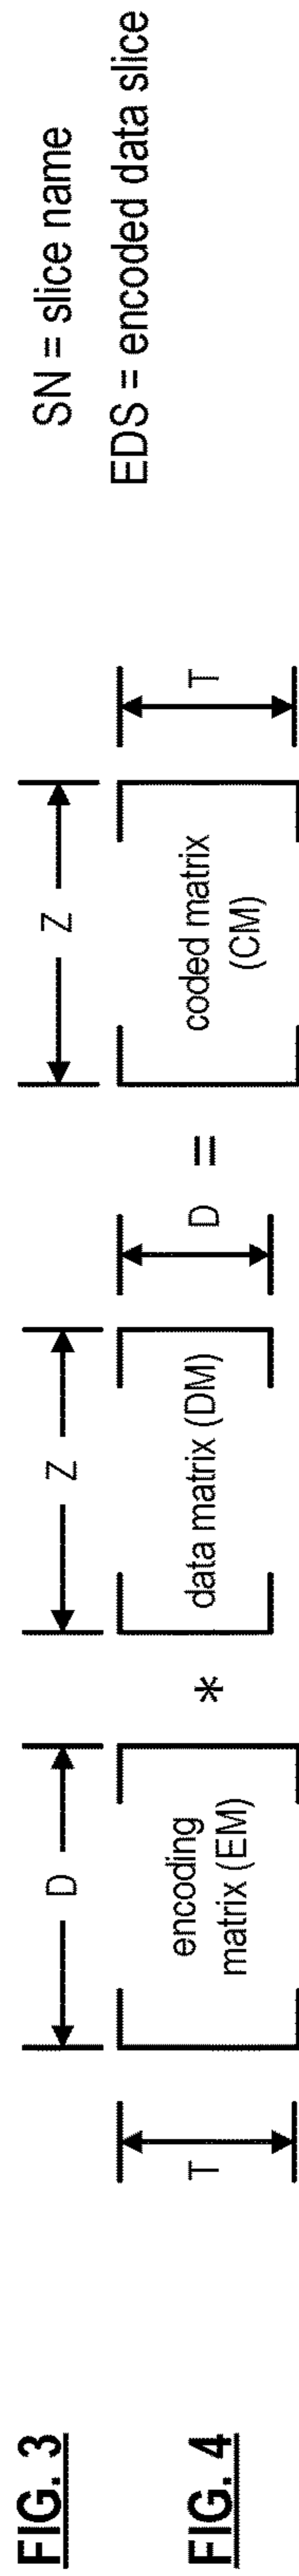 FIG. 3
SN = slice name
EDS = encoded data slice
FIG. 4
D
Z
Z
T
encoding
matrix (EM)
*
data matrix (DM)
D
=
coded matrix
(CM)
T